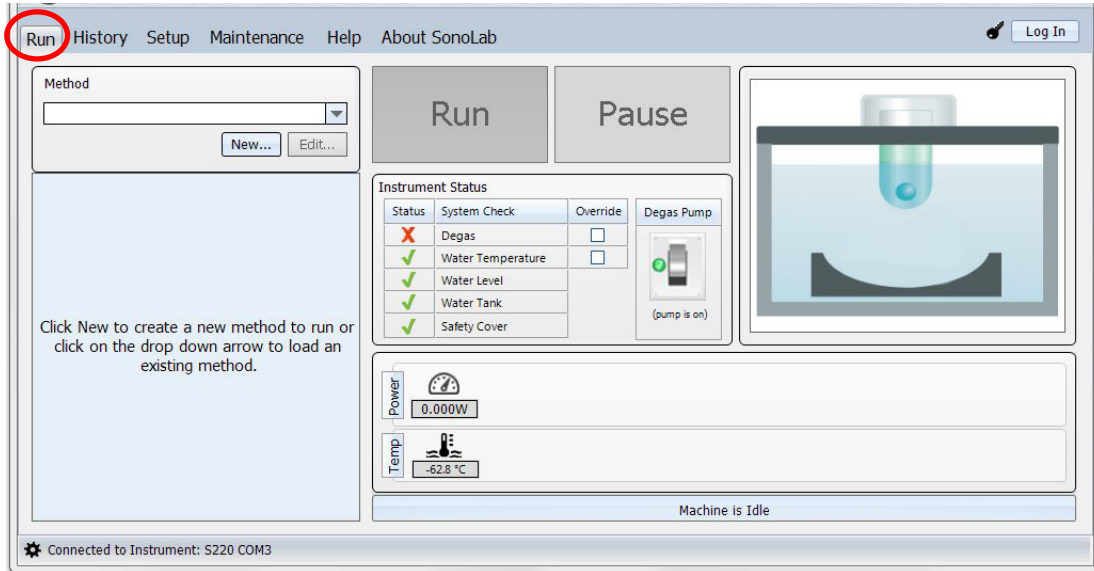 Run History Setup Maintenance Help About SonoLab
Log In
Method
New... Edit...
Click New to create a new method to run or
click on the drop down arrow to load an
existing method.
Run
Pause
Instrument Status
Status System Check Override
Degas
Water Temperature
Water Level
Water Tank
Safety Cover
Degas Pump
(pump is on)
Power
0.000W
Temp
-62.8 °C
Machine is Idle
Connected to Instrument: S220 COM3